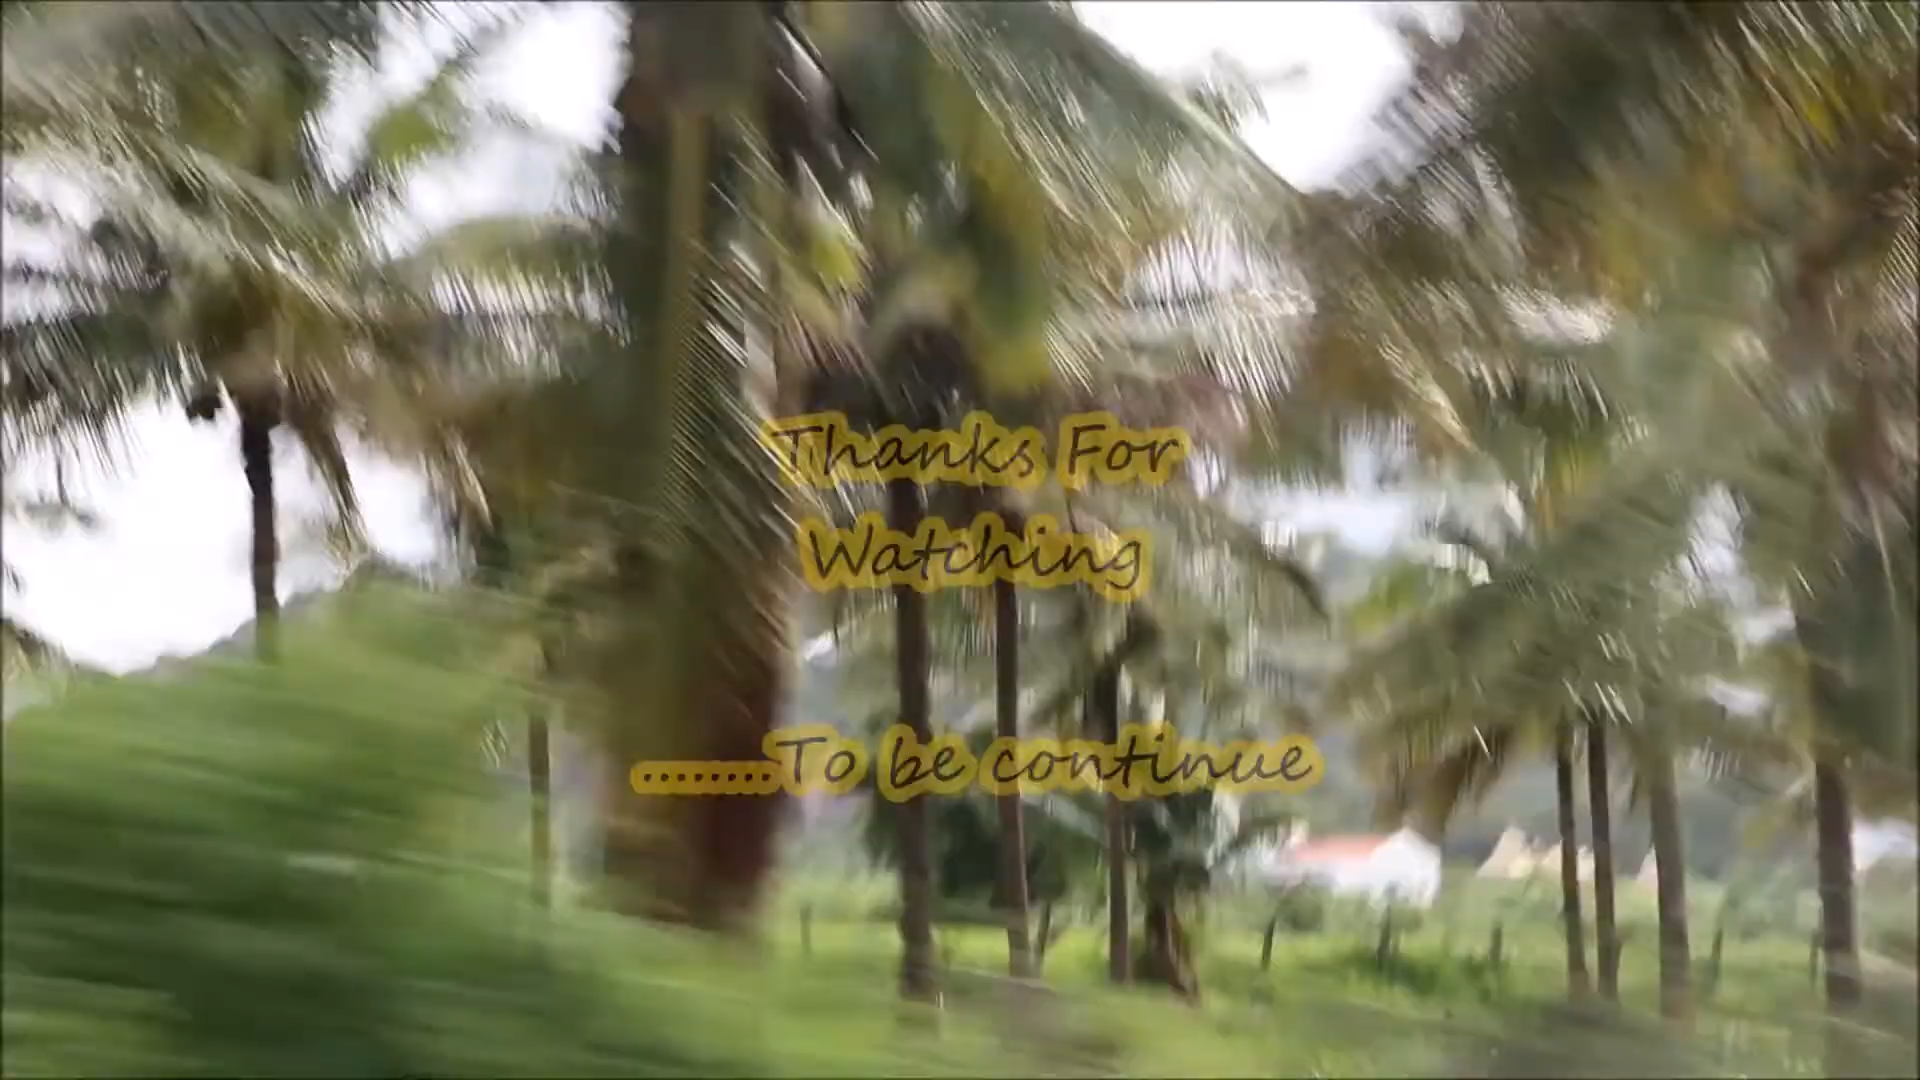 Thanks For
Watching
........To be continue